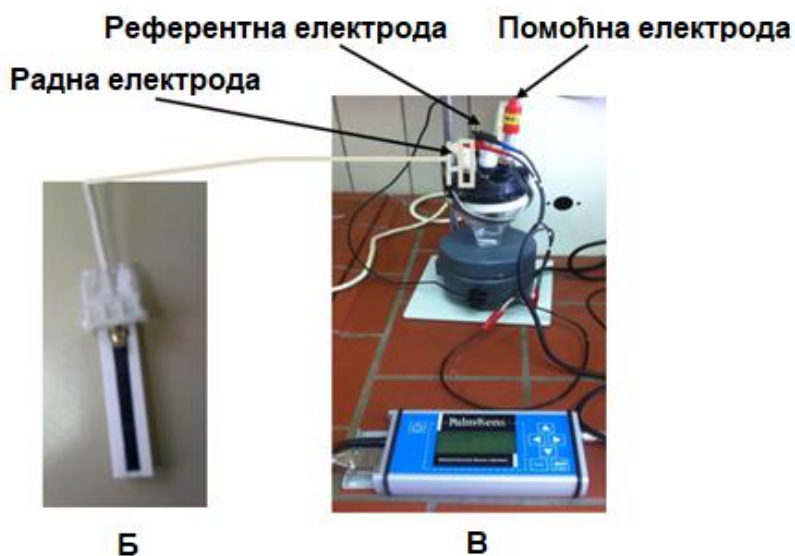 Референтна електрода
Помоћна електрода
Радна електрода
PalmSens
Б
В